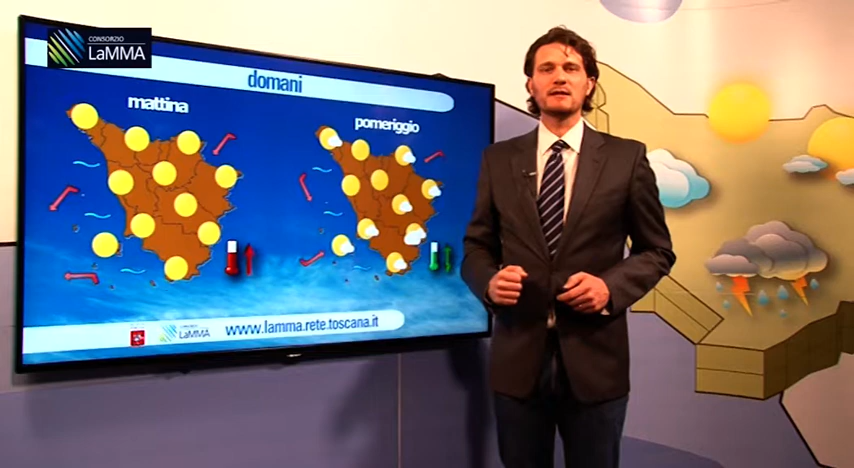 CONSORZIO
LaMMA
domani
mattina
pomeriggio
LaMMA
www.lamma.rete.toscana.it